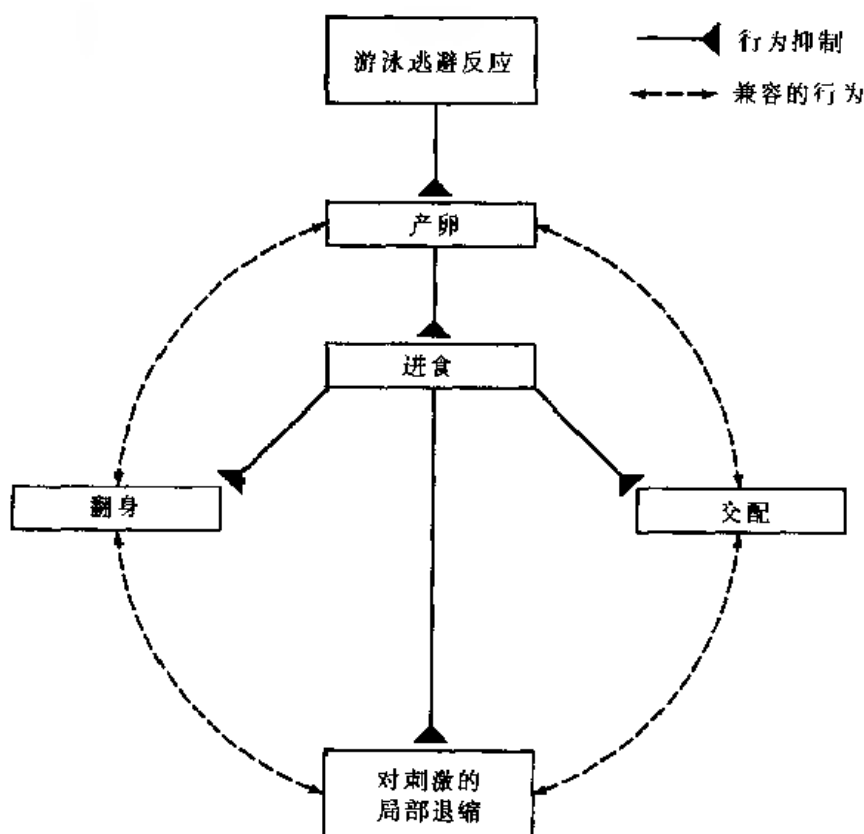 游泳逃避反应
行为抑制
兼容的行为
产卵
进食
翻身
交配
对刺激的
局部退缩